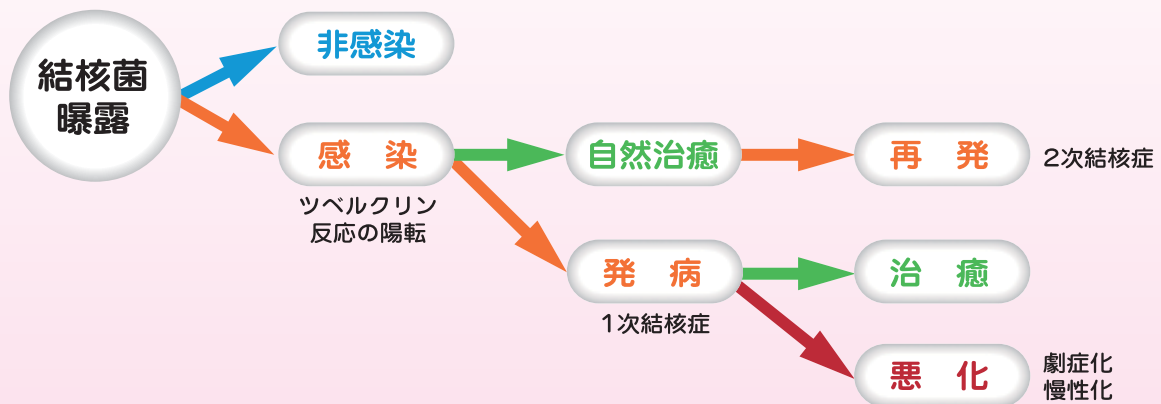 結核菌
曝露
非感染
感 染
ツベルクリン
反応の陽転
自然治癒
再 発
2次結核症
発 病
1次結核症
治 癒
悪 化
劇症化
慢性化